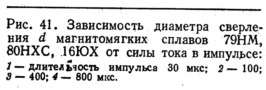 Рис. 41. Зависимость диаметра сверле-
ния d магнитомягких сплавов 79НМ,
80НХС, 16ЮХ от силы тока в импульсе:
1 — длительность импульса 30 мкс; 2 — 100;
3 — 400; 4 — 800 мкс.